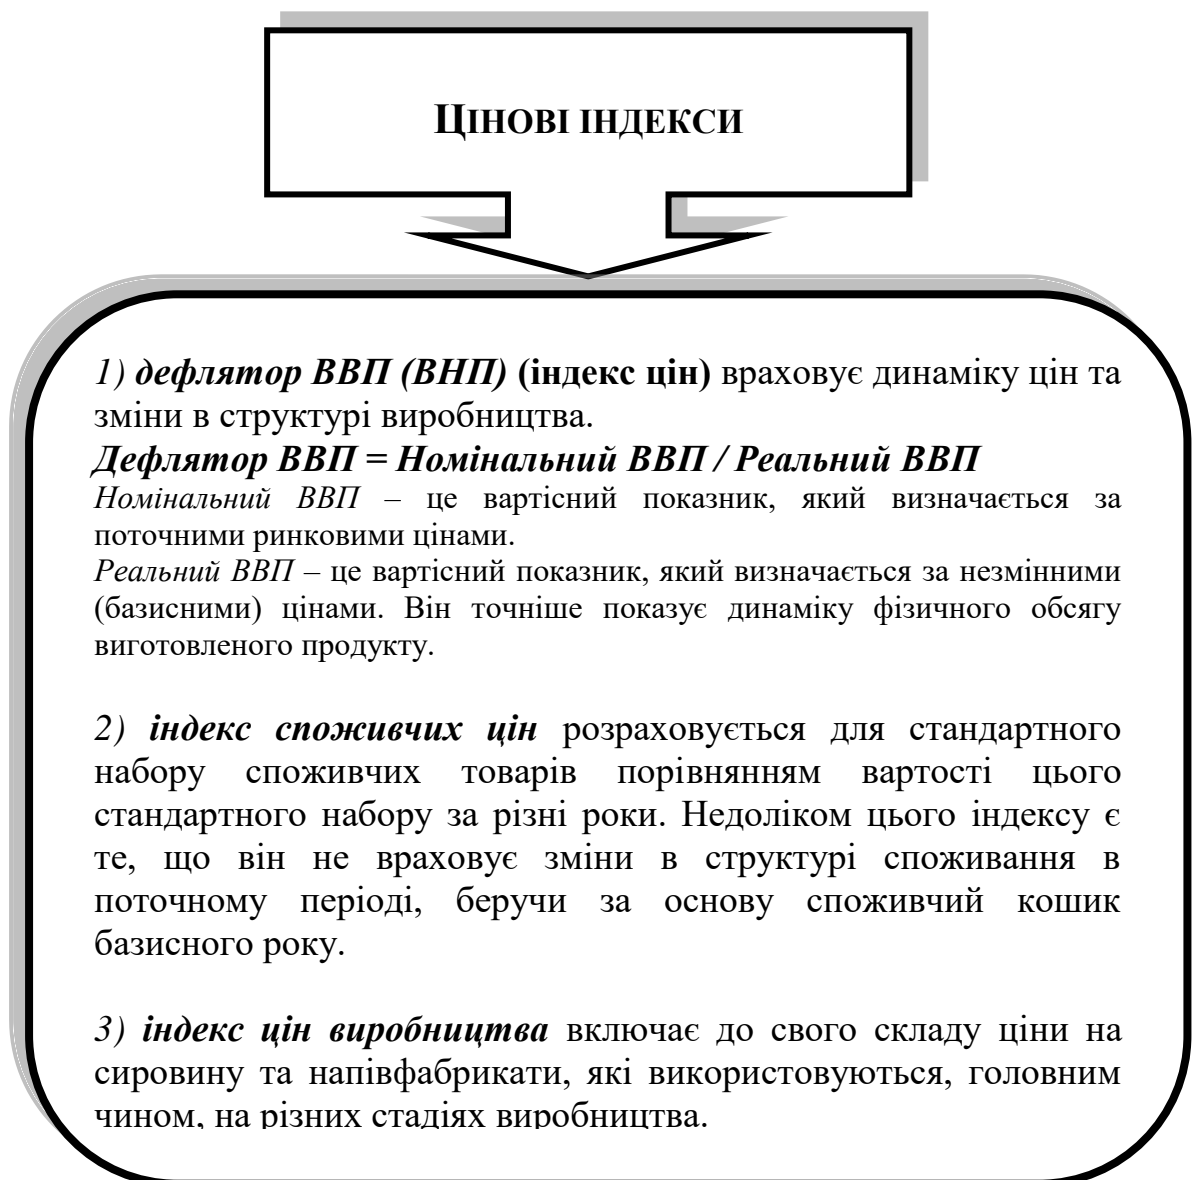 ЦІНОВІ ІНДЕКСИ
1) дефлятор ВВП (ВНП) (індекс цін) враховує динаміку цін та
зміни в структурі виробництва.
Дефлятор ВВП = Номінальний ВВП / Реальний ВВП
Номінальний ВВП – це вартісний показник, який визначається за
поточними ринковими цінами.
Реальний ВВП – це вартісний показник, який визначається за незмінними
(базисними) цінами. Він точніше показує динаміку фізичного обсягу
виготовленого продукту.
2) індекс споживчих цін розраховується для стандартного
набору споживчих товарів порівнянням вартості цього
стандартного набору за різні роки. Недоліком цього індексу є
те, що він не враховує зміни в структурі споживання в
поточному періоді, беручи за основу споживчий кошик
базисного року.
3) індекс цін виробництва включає до свого складу ціни на
сировину та напівфабрикати, які використовуються, головним
чином, на різних стадіях виробництва.